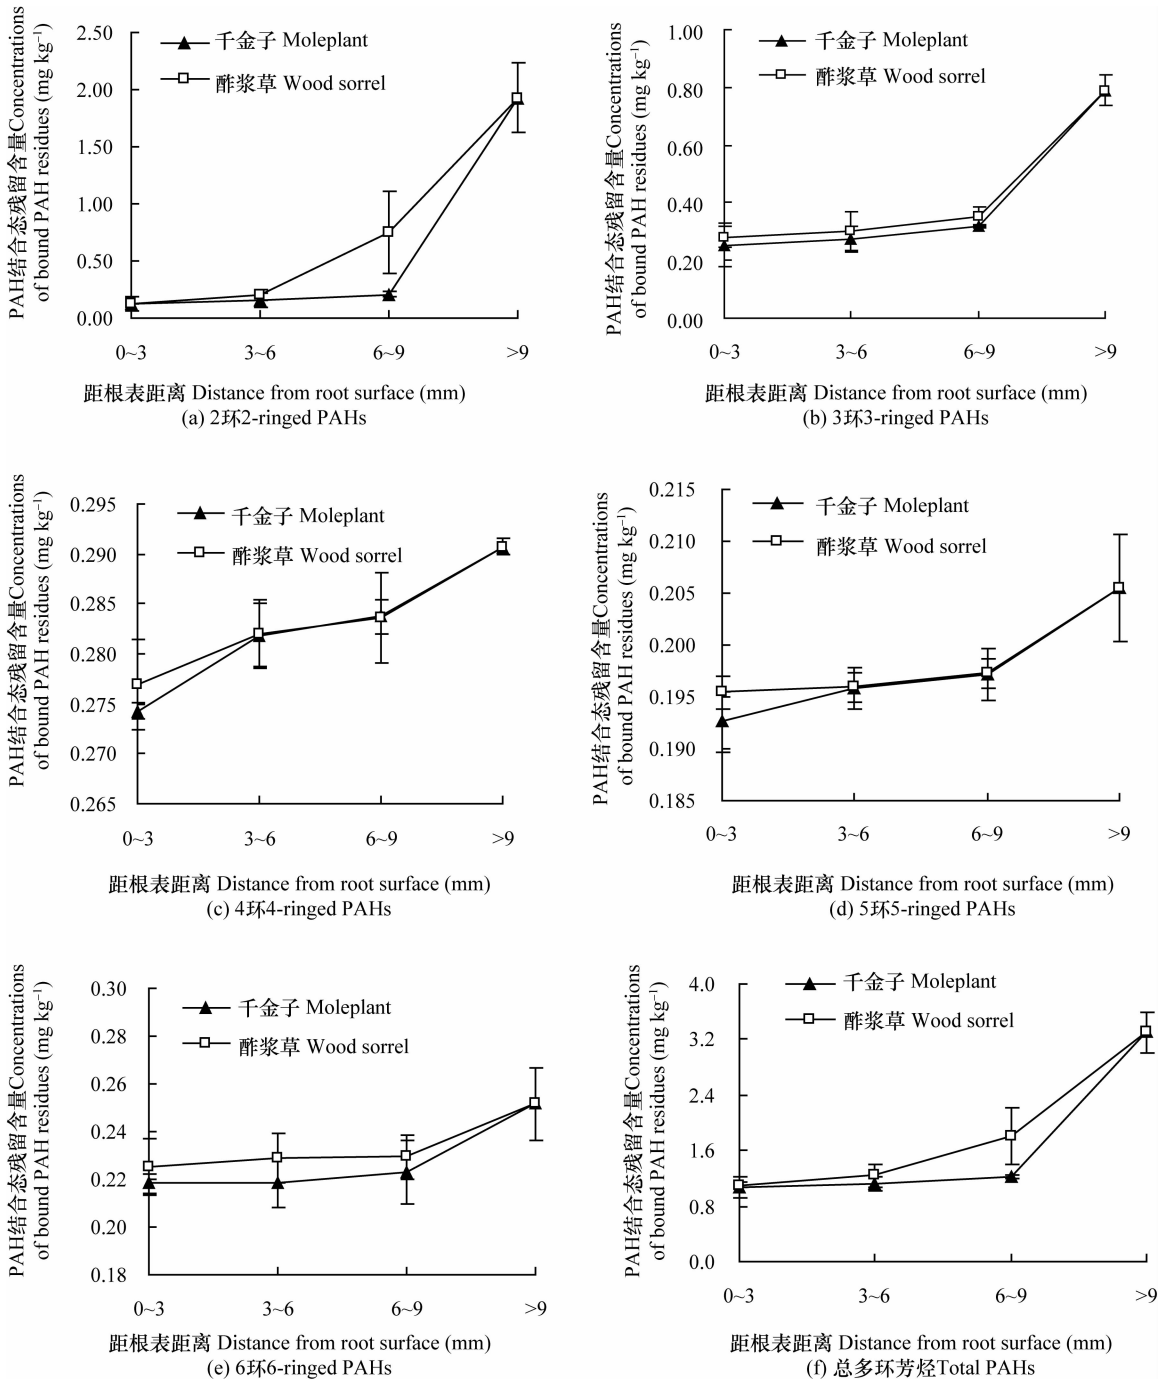 PAH结合态残留含量Concentrations
of bound PAH residues (mg kg⁻¹)
2.50
2.00
1.50
1.00
0.50
0.00
千金子 Moleplant
酢浆草 Wood sorrel
0~3
3~6
6~9
>9
距根表距离 Distance from root surface (mm)
(a) 2环2-ringed PAHs
PAH结合态残留含量Concentrations
of bound PAH residues (mg kg⁻¹)
1.00
0.80
0.60
0.40
0.20
0.00
千金子 Moleplant
酢浆草 Wood sorrel
0~3
3~6
6~9
>9
距根表距离 Distance from root surface (mm)
(b) 3环3-ringed PAHs
PAH结合态残留含量Concentrations
of bound PAH residues (mg kg⁻¹)
0.295
0.290
0.285
0.280
0.275
0.270
0.265
千金子 Moleplant
酢浆草 Wood sorrel
0~3
3~6
6~9
>9
距根表距离 Distance from root surface (mm)
(c) 4环4-ringed PAHs
PAH结合态残留含量Concentrations
of bound PAH residues (mg kg⁻¹)
0.215
0.210
0.205
0.200
0.195
0.190
0.185
千金子 Moleplant
酢浆草 Wood sorrel
0~3
3~6
6~9
>9
距根表距离 Distance from root surface (mm)
(d) 5环5-ringed PAHs
PAH结合态残留含量Concentrations
of bound PAH residues (mg kg⁻¹)
0.30
0.28
0.26
0.24
0.22
0.20
0.18
千金子 Moleplant
酢浆草 Wood sorrel
0~3
3~6
6~9
>9
距根表距离 Distance from root surface (mm)
(e) 6环6-ringed PAHs
PAH结合态残留含量Concentrations
of bound PAH residues (mg kg⁻¹)
4.0
3.2
2.4
1.6
0.8
0.0
千金子 Moleplant
酢浆草 Wood sorrel
0~3
3~6
6~9
>9
距根表距离 Distance from root surface (mm)
(f) 总多环芳烃Total PAHs